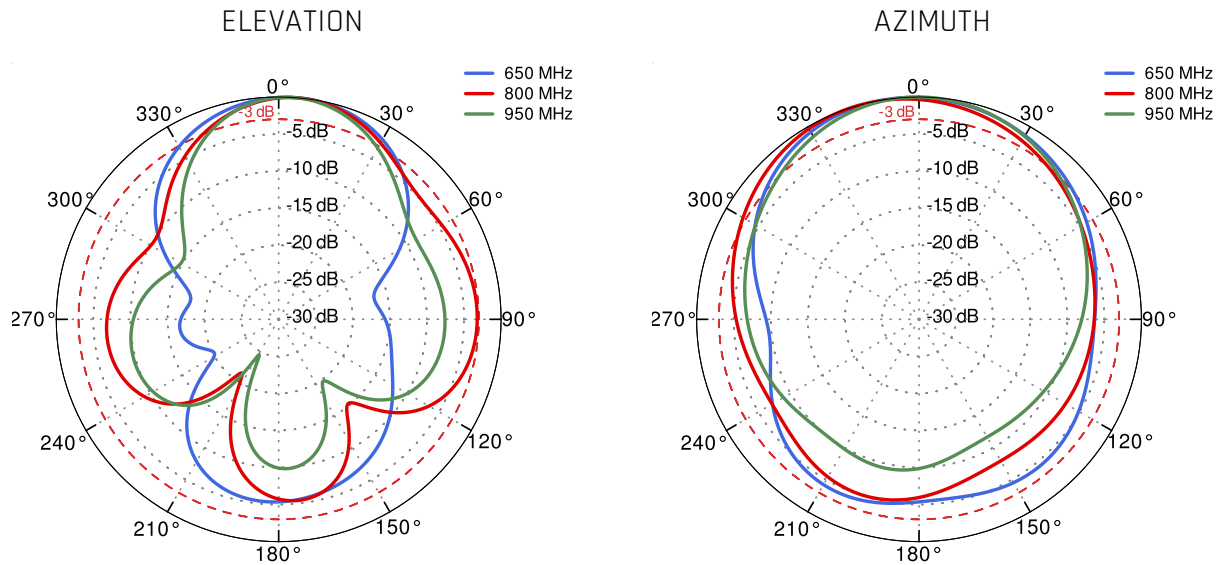 ELEVATION
650 MHz
800 MHz
950 MHz
0°
330°
30°
-3 dB
-5 dB
-10 dB
300°
60°
-15 dB
-20 dB
-25 dB
270°
-30 dB
90°
240°
120°
210°
150°
180°
AZIMUTH
650 MHz
800 MHz
950 MHz
0°
330°
30°
-3 dB
-5 dB
-10 dB
300°
60°
-15 dB
-20 dB
-25 dB
270°
-30 dB
90°
240°
120°
210°
150°
180°